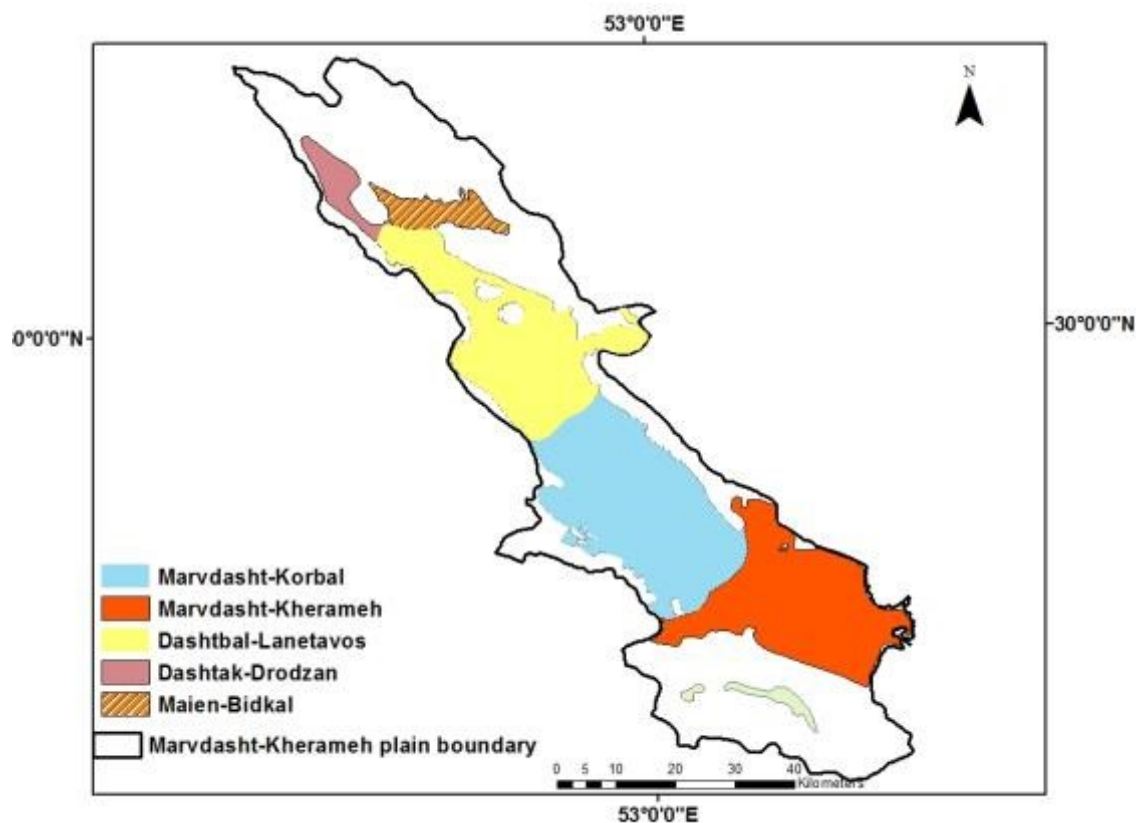 53°0'0"E
N
0°0'0"N
30°0'0"N
Marvdasht-Korbal
Marvdasht-Kherameh
Dashtbal-Lanetavos
Dashtak-Drodzan
Maien-Bidkal
Marvdasht-Kherameh plain boundary
0 5 10 20 30 40
Kilometers
53°0'0"E